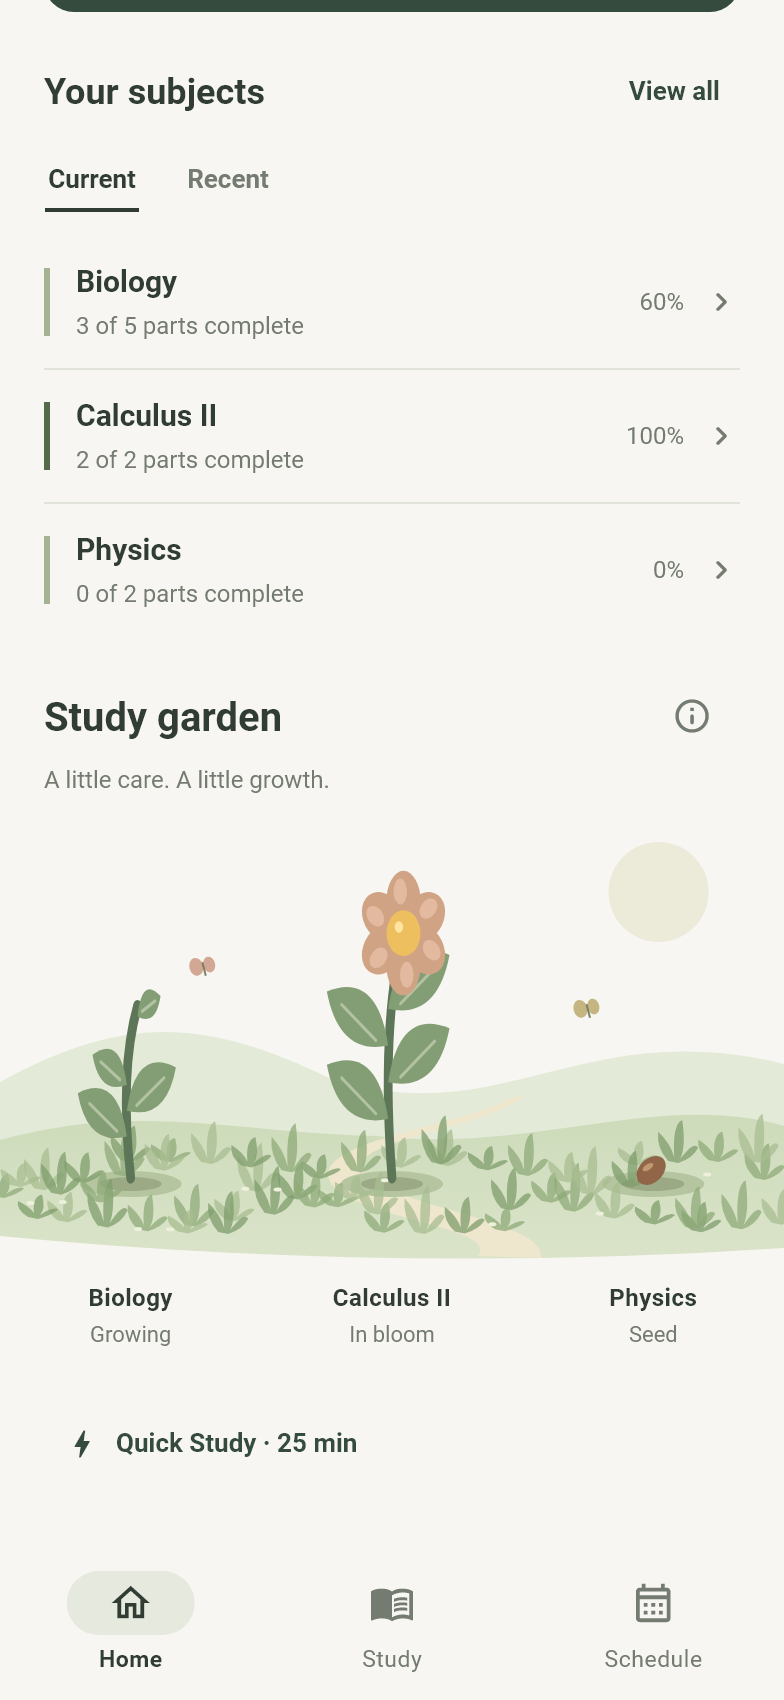 Your subjects
View all
Current
Recent
Biology
3 of 5 parts complete
60%
Calculus II
2 of 2 parts complete
100%
Physics
0 of 2 parts complete
0%
Study garden
A little care. A little growth.
Biology
Growing
Calculus II
In bloom
Physics
Seed
Quick Study · 25 min
Home
Study
Schedule